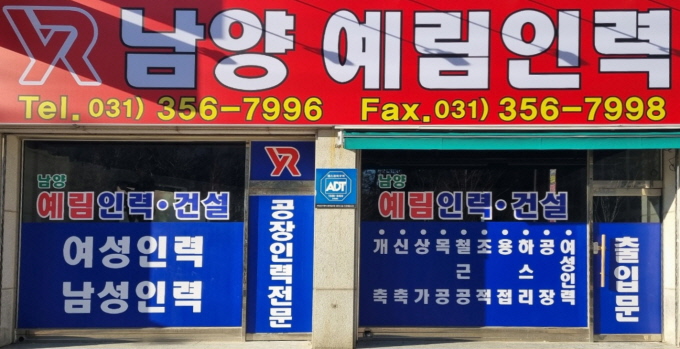 YR 남양 예림인력
Tel. 031) 356-7996 Fax.031) 356-7998
남양
예림인력·건설
여성인력
남성인력
YR
공장인력전문
ADT
남양
예림인력·건설
개축
신축
상가
목공
철근공
조적
용접
하스리
공장
여성인력
출입문